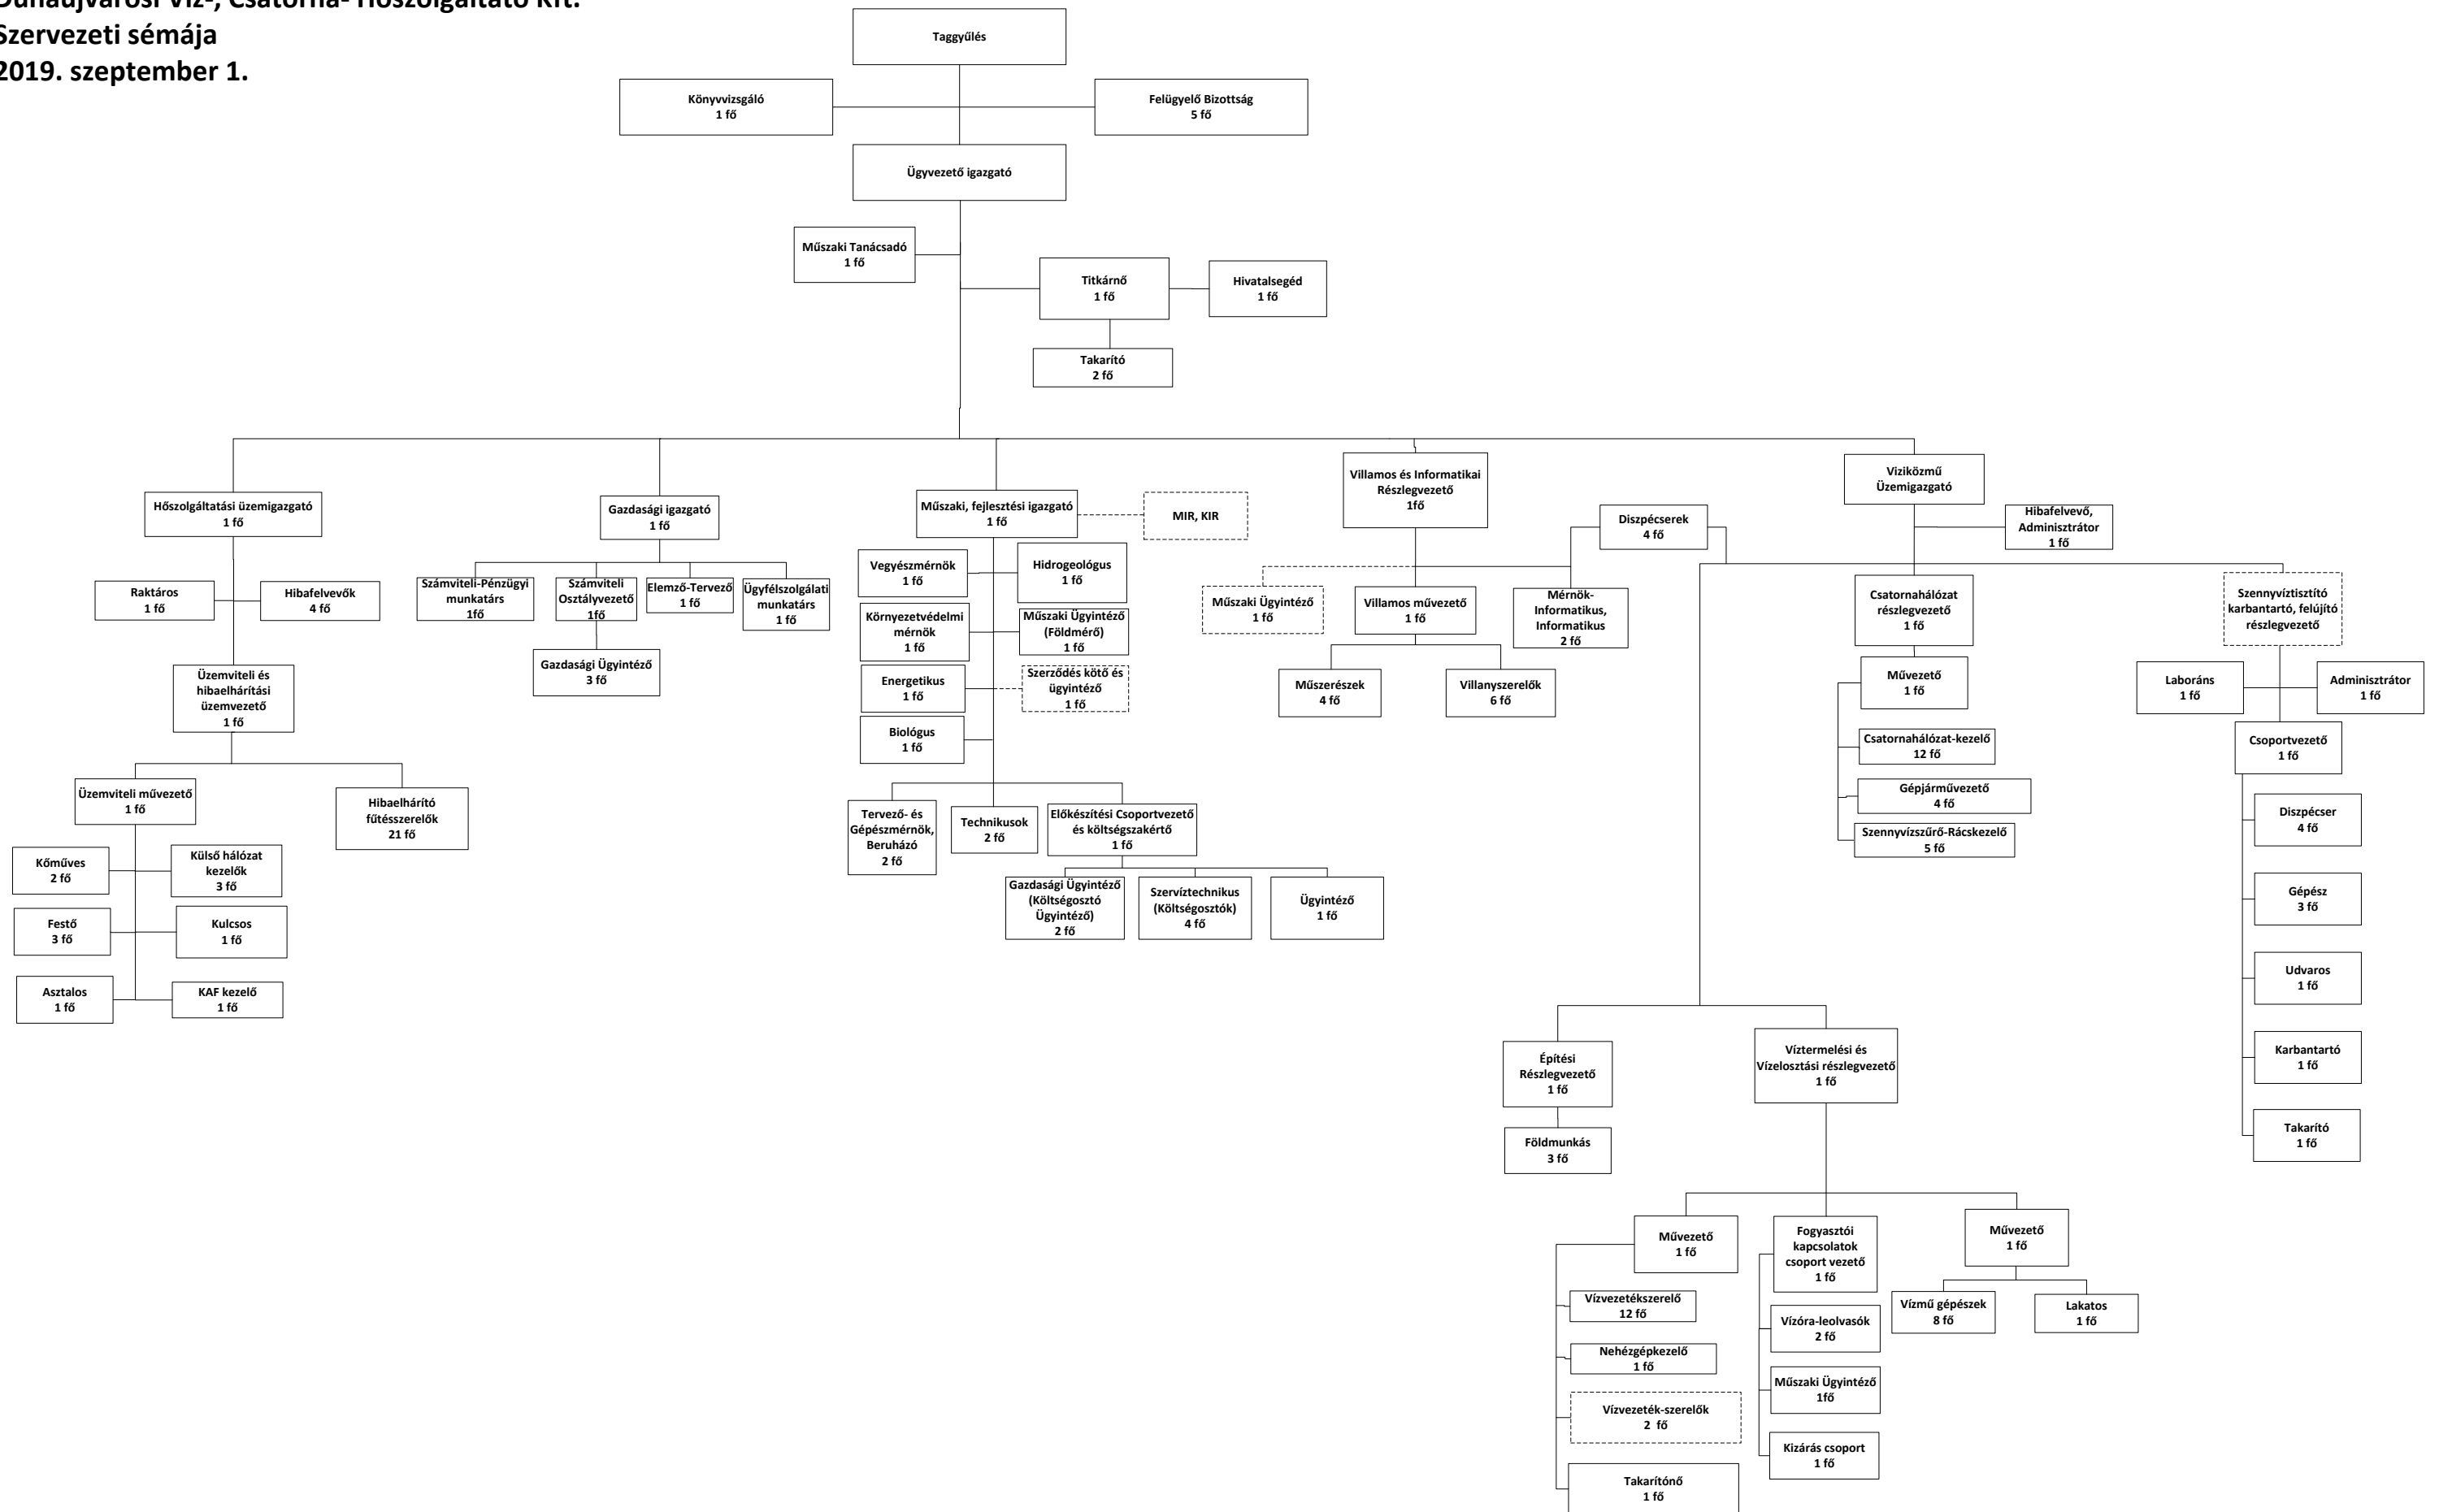 Dunaújvárosi Víz-, Csatorna- Hőszolgáltató Kft.
Szervezeti sémája
2019. szeptember 1.
Taggyűlés
Könyvvizsgáló
1 fő
Felügyelő Bizottság
5 fő
Ügyvezető igazgató
Műszaki Tanácsadó
1 fő
Titkárnő
1 fő
Hivatalsegéd
1 fő
Takarító
2 fő
Hőszolgáltatási üzemigazgató
1 fő
Raktáros
1 fő
Hibafelvevők
4 fő
Üzemviteli és
hibaelhárítási
üzemvezető
1 fő
Üzemviteli művezető
1 fő
Hibaelhárító
fűtésszerelők
21 fő
Kőműves
2 fő
Külső hálózat
kezelők
3 fő
Festő
3 fő
Kulcsos
1 fő
Asztalos
1 fő
KAF kezelő
1 fő
Gazdasági igazgató
1 fő
Számviteli-Pénzügyi
munkatárs
1fő
Számviteli
Osztályvezető
1fő
Elemző-Tervező
1 fő
Ügyfélszolgálati
munkatárs
1 fő
Gazdasági Ügyintéző
3 fő
Műszaki, fejlesztési igazgató
1 fő
MIR, KIR
Vegyészmérnök
1 fő
Hidrogeológus
1 fő
Környezetvédelmi
mérnök
1 fő
Műszaki Ügyintéző
(Földmérő)
1 fő
Energetikus
1 fő
Szerződés kötő és
ügyintéző
1 fő
Biológus
1 fő
Tervező- és
Gépészmérnök,
Beruházó
2 fő
Technikusok
2 fő
Előkészítési Csoportvezető
és költségszakértő
1 fő
Gazdasági Ügyintéző
(Költségosztó
Ügyintéző)
2 fő
Szervíztechnikus
(Költségosztók)
4 fő
Ügyintéző
1 fő
Villamos és Informatikai
Részlegvezető
1fő
Diszpécserek
4 fő
Műszaki Ügyintéző
1 fő
Villamos művezető
1 fő
Mérnök-
Informatikus,
Informatikus
2 fő
Műszerészek
4 fő
Villanyszerelők
6 fő
Viziközmű
Üzemigazgató
Hibafelvevő,
Adminisztrátor
1 fő
Csatornahálózat
részlegvezető
1 fő
Művezető
1 fő
Csatornahálózat-kezelő
12 fő
Gépjárművezető
4 fő
Szennyvízszűrő-Rácskezelő
5 fő
Szennyvíztisztító
karbantartó, felújító
részlegvezető
Laboráns
1 fő
Adminisztrátor
1 fő
Csoportvezető
1 fő
Diszpécser
4 fő
Gépész
3 fő
Udvaros
1 fő
Karbantartó
1 fő
Takarító
1 fő
Építési
Részlegvezető
1 fő
Földmunkás
3 fő
Víztermelési és
Vízelosztási részlegvezető
1 fő
Művezető
1 fő
Vízvezetékszerelő
12 fő
Nehézgépkezelő
1 fő
Vízvezeték-szerelők
2 fő
Takarítónő
1 fő
Fogyasztói
kapcsolatok
csoport vezető
1 fő
Vízóra-leolvasók
2 fő
Műszaki Ügyintéző
1fő
Kizárás csoport
1 fő
Művezető
1 fő
Vízmű gépészek
8 fő
Lakatos
1 fő